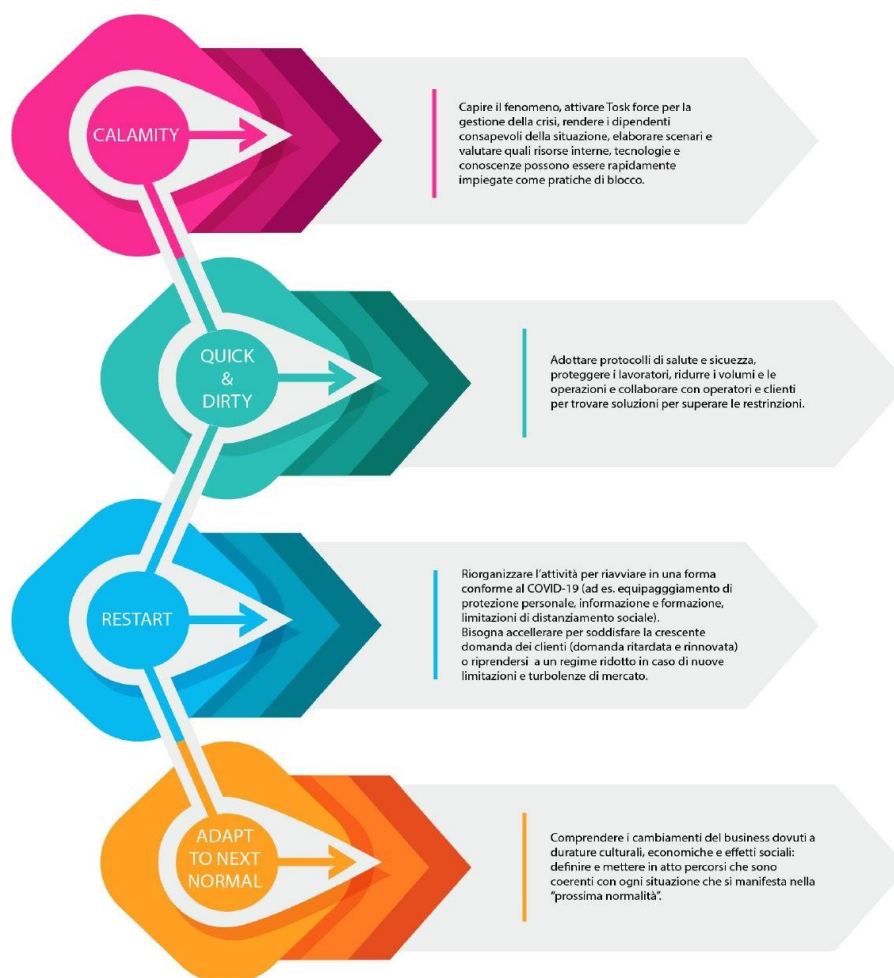 CALAMITY
Capire il fenomeno, attivare Tosk force per la
gestione della crisi, rendere i dipendenti
consapevoli della situazione, elaborare scenari e
valutare quali risorse interne, tecnologie e
conoscenze possono essere rapidamente
impiegate come pratiche di blocco.
QUICK
&
DIRTY
Adottare protocolli di salute e sicuezza,
proteggere i lavoratori, ridurre i volumi e le
operazioni e collaborare con operatori e clienti
per trovare soluzioni per superare le restrinzioni.
RESTART
Riorganizzare l'attività per riavviare in una forma
conforme al COVID-19 (ad es. equipagggiamento di
protezione personale, informazione e formazione,
limitazioni di distanziamento sociale).
Bisogna accellerare per soddisfare la crescente
domanda dei clienti (domanda ritardata e rinnovata)
o riprendersi a un regime ridotto in caso di nuove
limitazioni e turbolenze di mercato.
ADAPT
TO NEXT
NORMAL
Comprendere i cambiamenti del business dovuti a
durature culturali, economiche e effetti sociali:
definire e mettere in atto percorsi che sono
coerenti con ogni situazione che si manifesta nella
"prossima normalità".